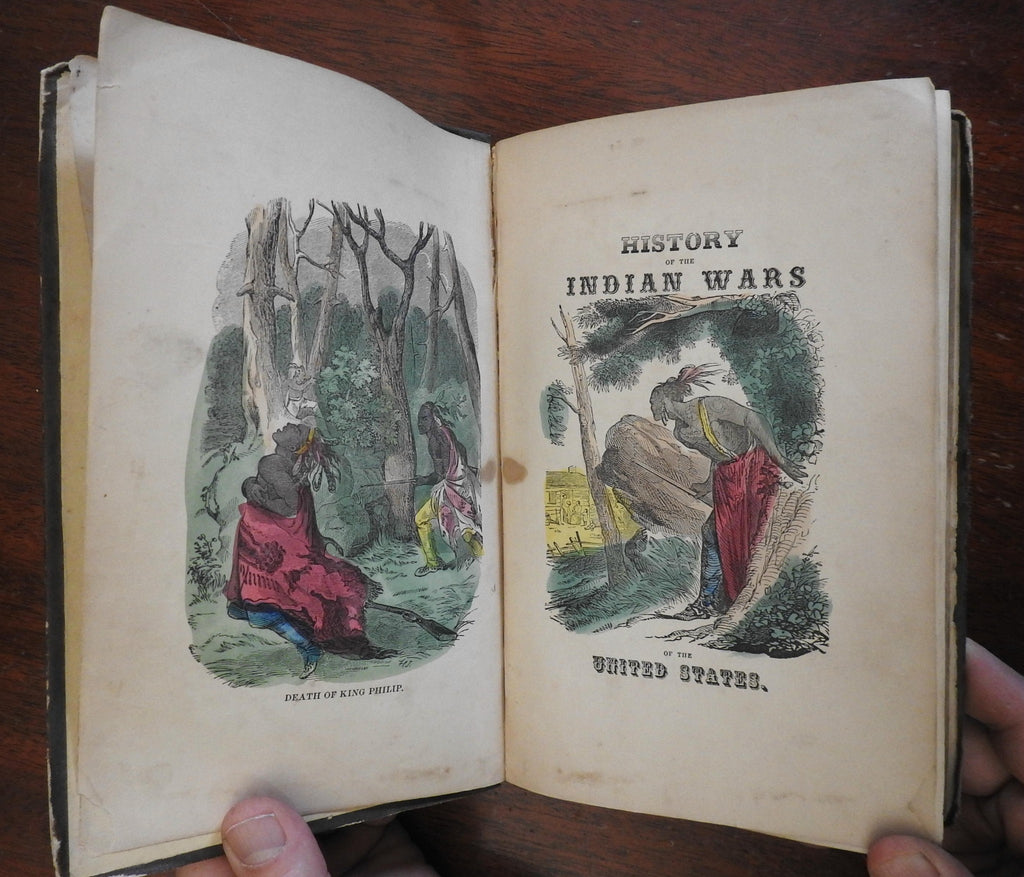 DEATH OF KING PHILIP.
HISTORY
OF THE
INDIAN WARS
OF THE
UNITED STATES.